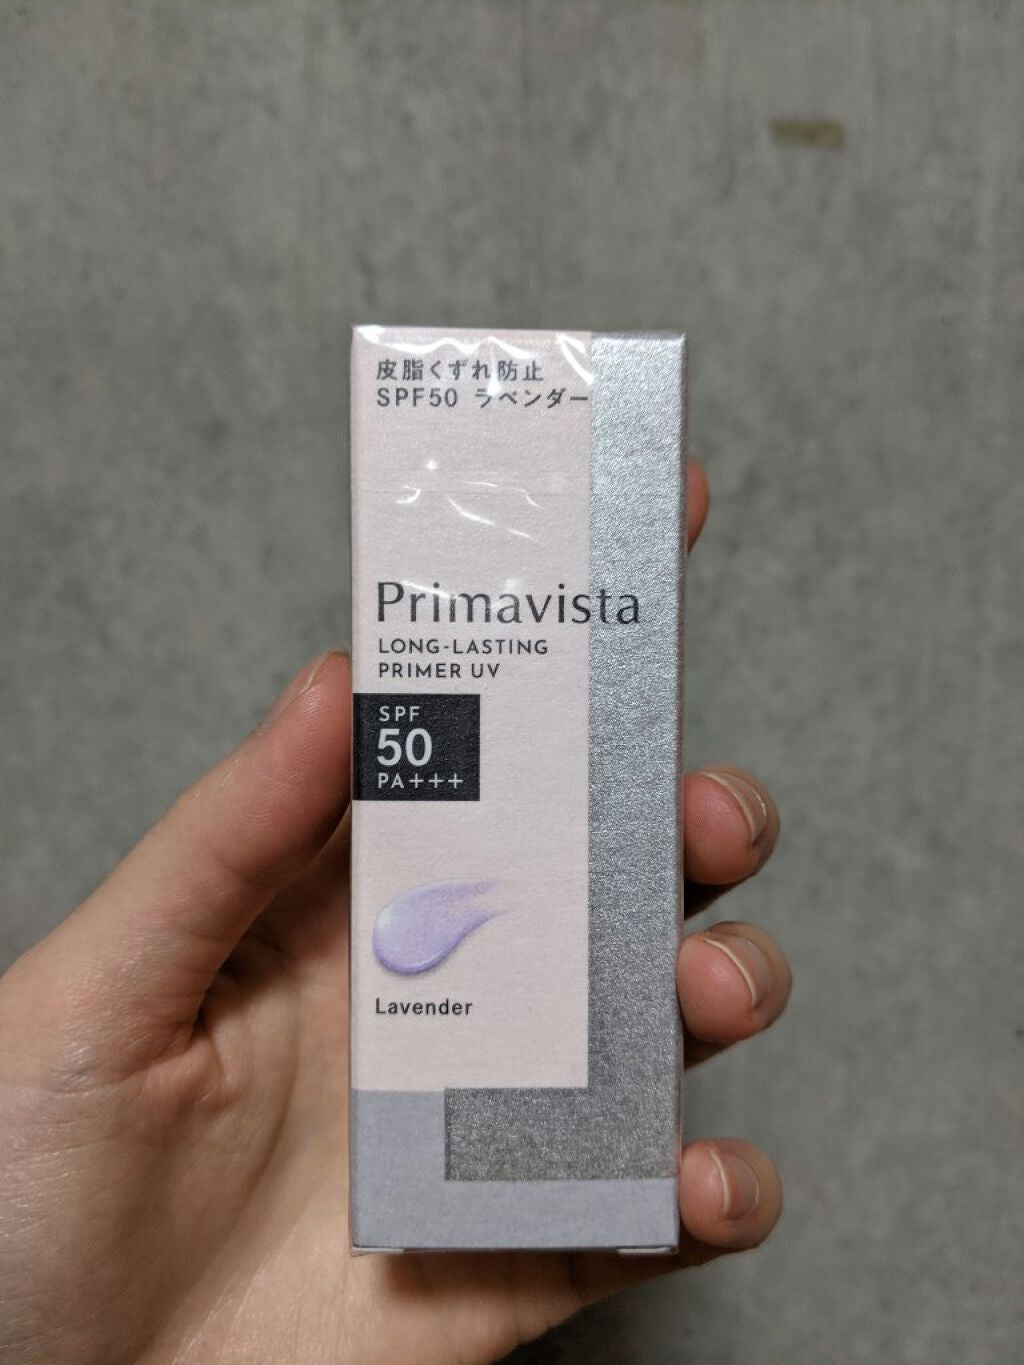 皮脂くずれ防止
SPF50 ラベンダー
Primavista
LONG-LASTING
PRIMER UV
SPF
50
PA+++
Lavender